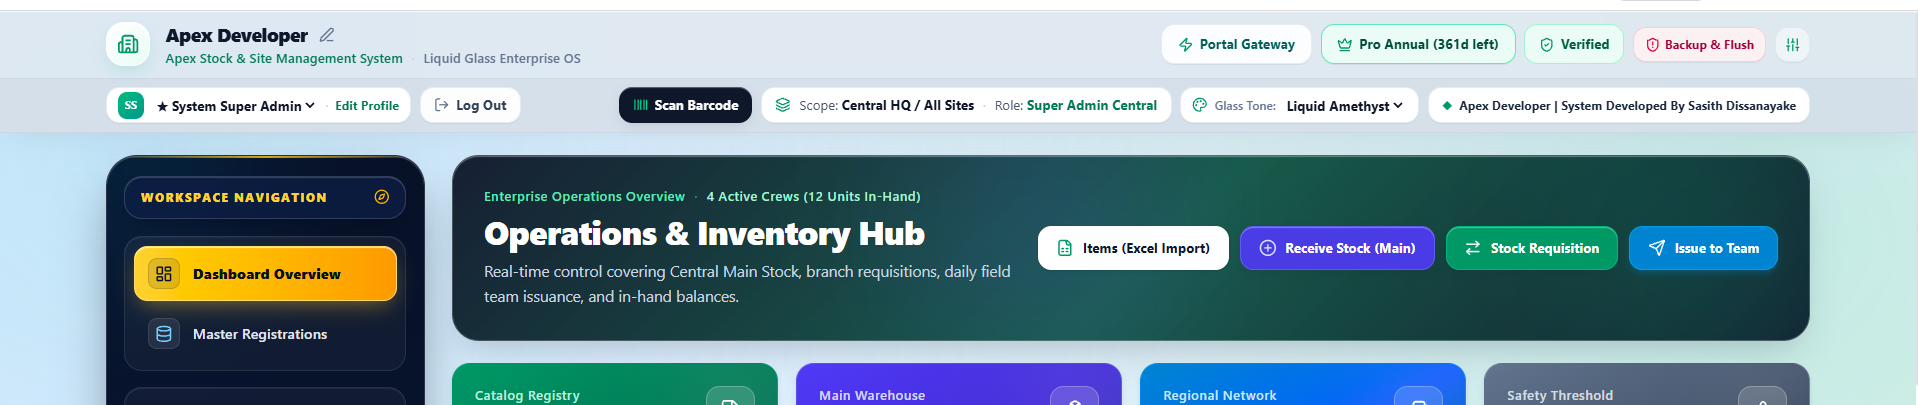 Apex Developer
Apex Stock & Site Management System · Liquid Glass Enterprise OS
Portal Gateway
Pro Annual (361d left)
Verified
Backup & Flush
SS
★ System Super Admin · Edit Profile
Log Out
Scan Barcode
Scope: Central HQ / All Sites · Role: Super Admin Central
Glass Tone: Liquid Amethyst
◆ Apex Developer | System Developed By Sasith Dissanayake
WORKSPACE NAVIGATION
Dashboard Overview
Master Registrations
Enterprise Operations Overview · 4 Active Crews (12 Units In-Hand)
Operations & Inventory Hub
Real-time control covering Central Main Stock, branch requisitions, daily field
team issuance, and in-hand balances.
Items (Excel Import)
Receive Stock (Main)
Stock Requisition
Issue to Team
Catalog Registry
Main Warehouse
Regional Network
Safety Threshold